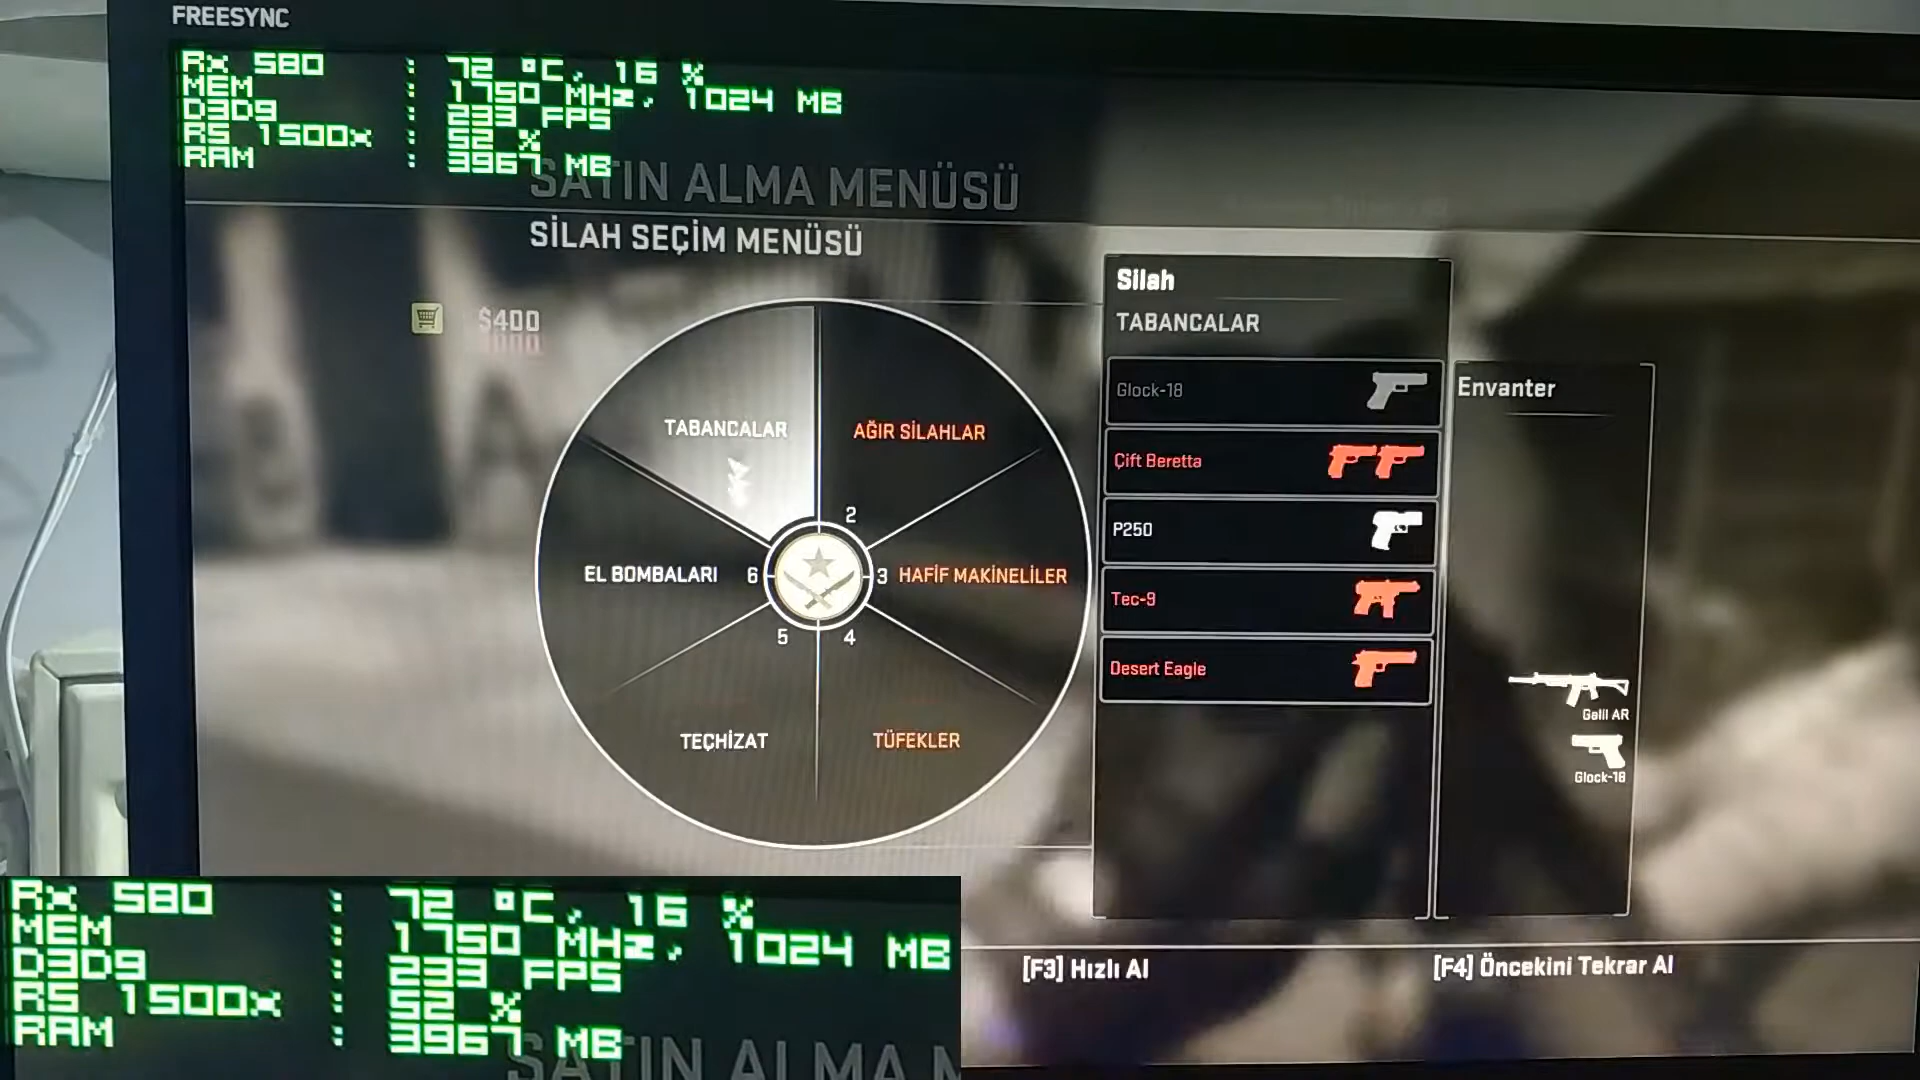 FREESYNC
Rx 580 : 72 °C, 16 %
MEM : 1750 MHz, 1024 MB
D3D9 : 233 FPS
R5 1500x : 52 %
RAM : 3967 MB
SATIN ALMA MENÜSÜ
SİLAH SEÇİM MENÜSÜ
$400
TABANCALAR
AĞIR SİLAHLAR
2
EL BOMBALARI 6
3 HAFİF MAKİNELİLER
5
4
TEÇHİZAT
TÜFEKLER
Silah
TABANCALAR
Glock-18
Çift Beretta
P250
Tec-9
Desert Eagle
Envanter
Galil AR
Glock-18
[F3] Hızlı Al
[F4] Öncekini Tekrar Al
Rx 580 : 72 °C, 16 %
MEM : 1750 MHz, 1024 MB
D3D9 : 233 FPS
R5 1500x : 52 %
RAM : 3967 MB
SATIN ALMA M